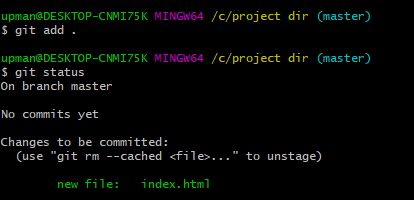 upman@DESKTOP-CNMI75K MINGW64 /c/project dir (master)
$ git add .
upman@DESKTOP-CNMI75K MINGW64 /c/project dir (master)
$ git status
On branch master
No commits yet
Changes to be committed:
(use "git rm --cached <file>..." to unstage)
new file: index.html